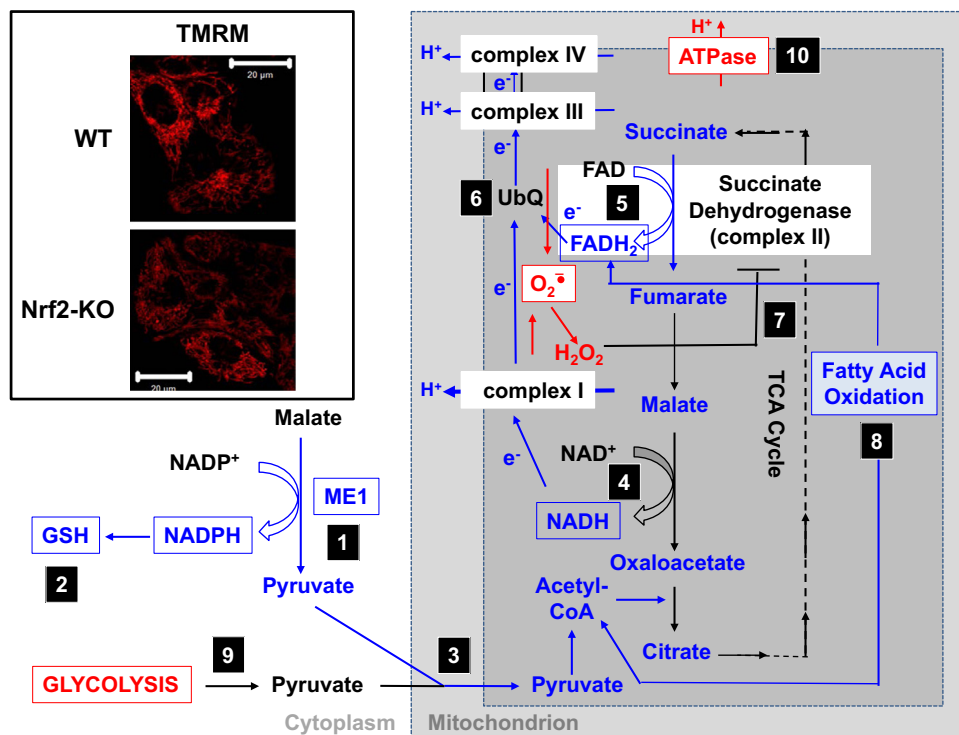 TMRM
20 µm
WT
Nrf2-KO
20 µm
H⁺
ATPase
10
H⁺
complex IV
e⁻
H⁺
complex III
e⁻
Succinate
FAD
6
UbQ
5
e⁻
FADH₂
Succinate
Dehydrogenase
(complex II)
O₂⁻•
Fumarate
e⁻
7
H₂O₂
H⁺
complex I
Malate
Fatty Acid
Oxidation
8
TCA Cycle
Malate
NADP⁺
ME1
1
GSH
NADPH
2
Pyruvate
e⁻
NAD⁺
4
NADH
Oxaloacetate
Acetyl-
CoA
Citrate
9
3
GLYCOLYSIS
Pyruvate
Pyruvate
Cytoplasm
Mitochondrion